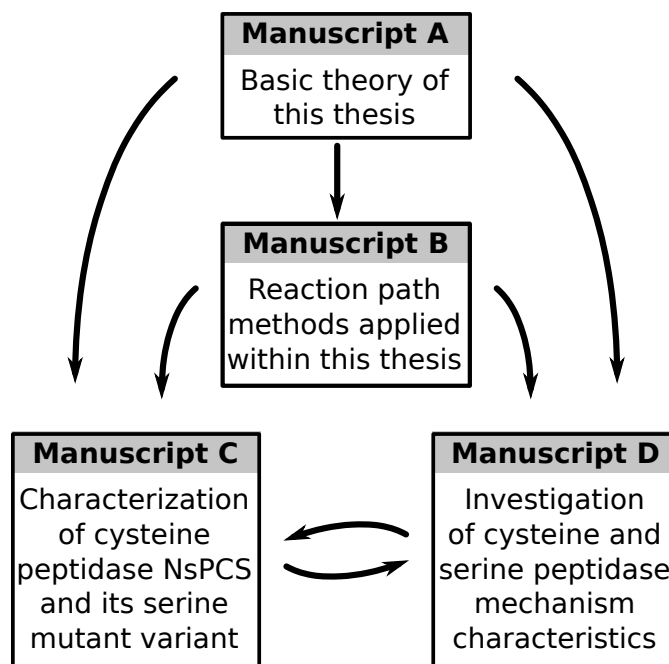 Manuscript A
Basic theory of
this thesis
Manuscript B
Reaction path
methods applied
within this thesis
Manuscript C
Characterization
of cysteine
peptidase NsPCS
and its serine
mutant variant
Manuscript D
Investigation
of cysteine and
serine peptidase
mechanism
characteristics